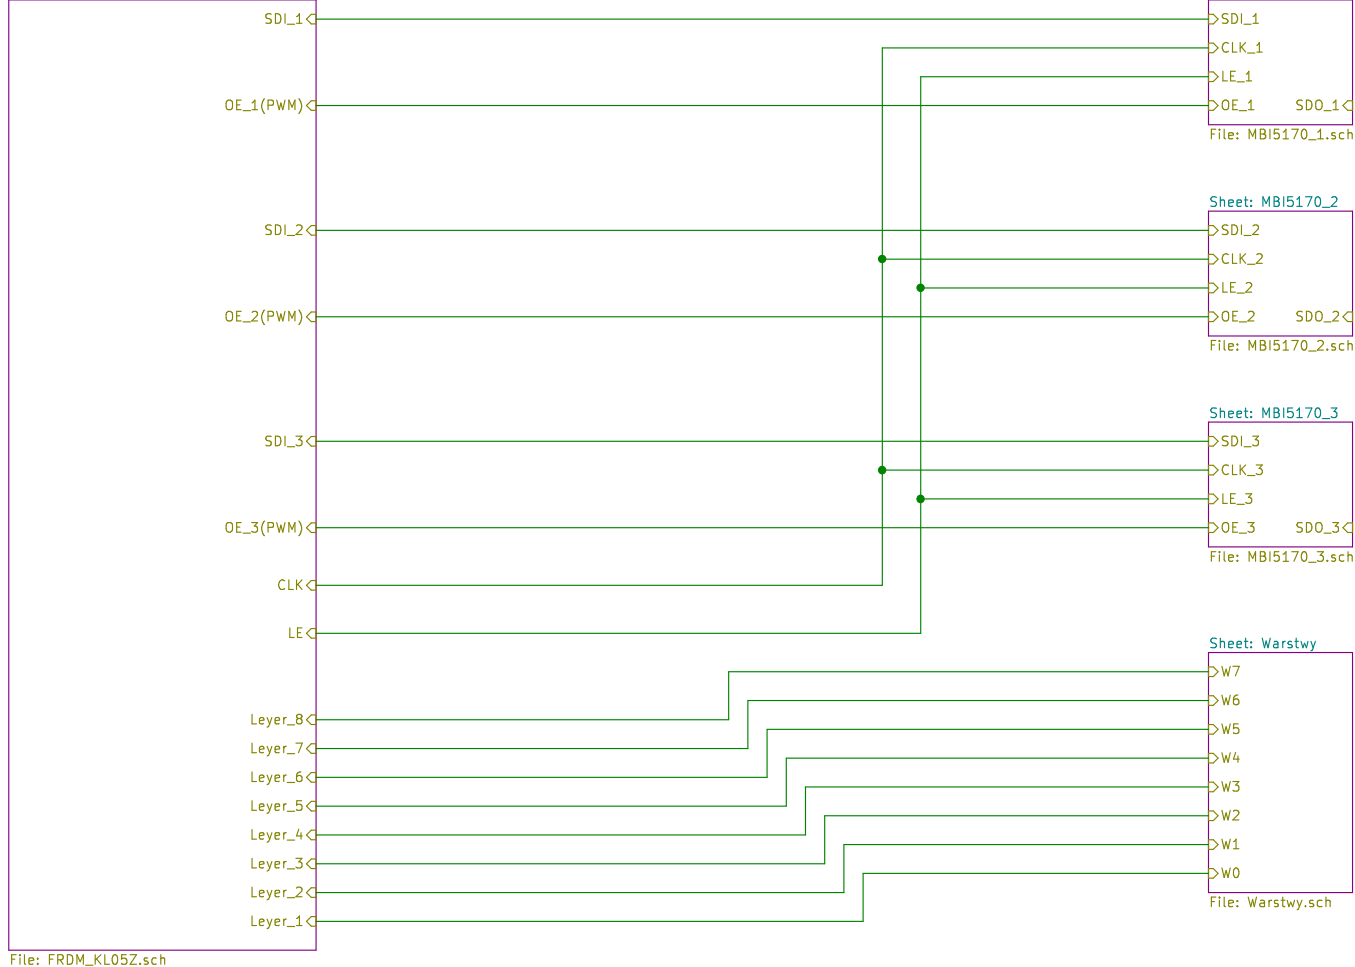 SDI_1
OE_1(PWM)
SDI_2
OE_2(PWM)
SDI_3
OE_3(PWM)
CLK
LE
Leyer_8
Leyer_7
Leyer_6
Leyer_5
Leyer_4
Leyer_3
Leyer_2
Leyer_1
File: FRDM_KL05Z.sch
SDI_1
CLK_1
LE_1
OE_1 SDO_1
File: MBI5170_1.sch
Sheet: MBI5170_2
SDI_2
CLK_2
LE_2
OE_2 SDO_2
File: MBI5170_2.sch
Sheet: MBI5170_3
SDI_3
CLK_3
LE_3
OE_3 SDO_3
File: MBI5170_3.sch
Sheet: Warstwy
W7
W6
W5
W4
W3
W2
W1
W0
File: Warstwy.sch